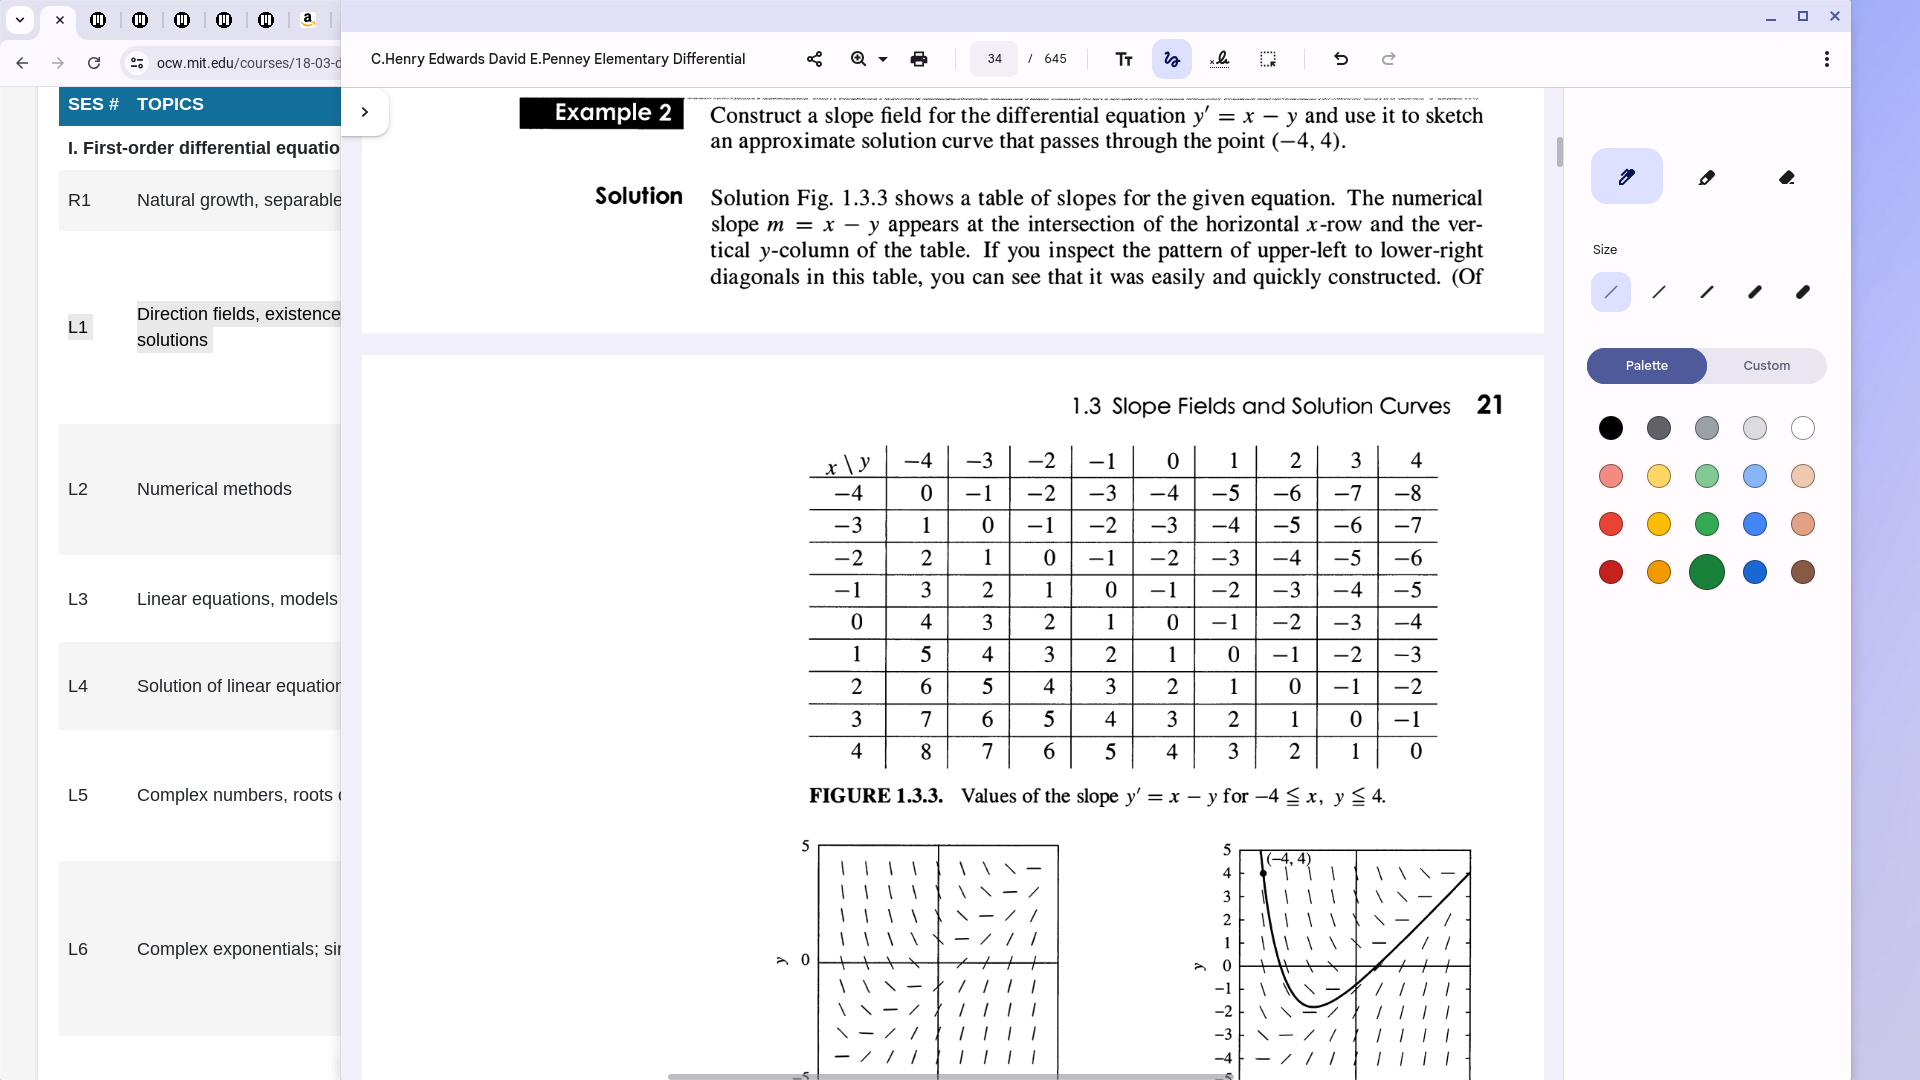 ocw.mit.edu/courses/18-03-d
SES # TOPICS
I. First-order differential equatio
R1 Natural growth, separable
L1 Direction fields, existence
solutions
L2 Numerical methods
L3 Linear equations, models
L4 Solution of linear equation
L5 Complex numbers, roots
L6 Complex exponentials;
C.Henry Edwards David E.Penney Elementary Differential
34 / 645
Example 2 Construct a slope field for the differential equation y′ = x − y and use it to sketch
an approximate solution curve that passes through the point (−4, 4).
Solution Solution Fig. 1.3.3 shows a table of slopes for the given equation. The numerical
slope m = x − y appears at the intersection of the horizontal x-row and the ver-
tical y-column of the table. If you inspect the pattern of upper-left to lower-right
diagonals in this table, you can see that it was easily and quickly constructed. (Of
1.3 Slope Fields and Solution Curves 21
x \ y −4 −3 −2 −1 0 1 2 3 4
−4 0 −1 −2 −3 −4 −5 −6 −7 −8
−3 1 0 −1 −2 −3 −4 −5 −6 −7
−2 2 1 0 −1 −2 −3 −4 −5 −6
−1 3 2 1 0 −1 −2 −3 −4 −5
0 4 3 2 1 0 −1 −2 −3 −4
1 5 4 3 2 1 0 −1 −2 −3
2 6 5 4 3 2 1 0 −1 −2
3 7 6 5 4 3 2 1 0 −1
4 8 7 6 5 4 3 2 1 0
FIGURE 1.3.3. Values of the slope y′ = x − y for −4 ≦ x, y ≦ 4.
5
y 0
−5
5
(−4, 4)
4
3
2
1
y 0
−1
−2
−3
−4
−5
Size
Palette Custom